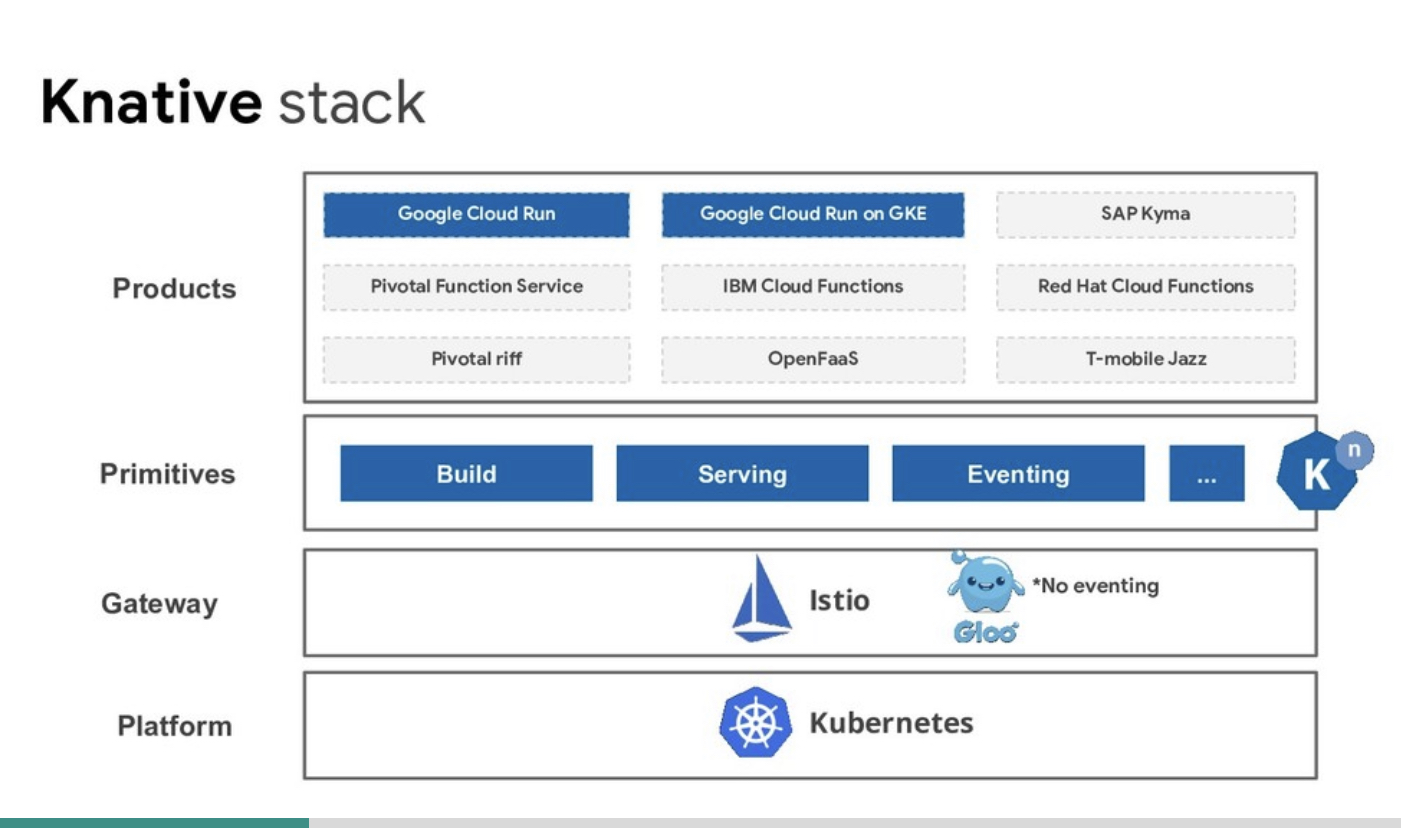 Knative stack
Products
Google Cloud Run
Google Cloud Run on GKE
SAP Kyma
Pivotal Function Service
IBM Cloud Functions
Red Hat Cloud Functions
Pivotal riff
OpenFaaS
T-mobile Jazz
Primitives
Build
Serving
Eventing
...
K
n
Gateway
Istio
Gloo
*No eventing
Platform
Kubernetes